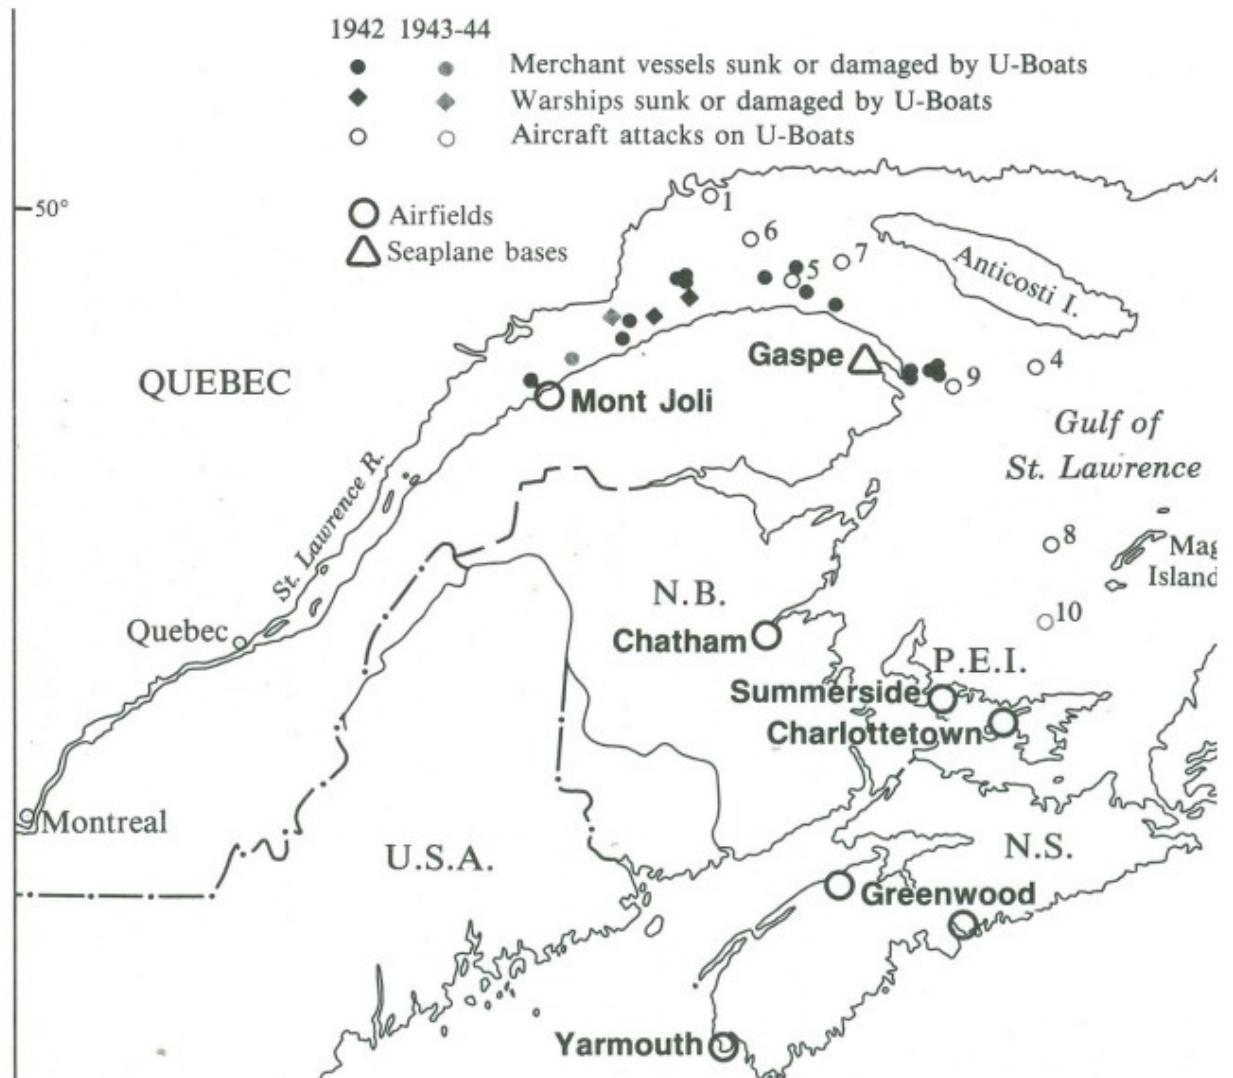 1942 1943-44
Merchant vessels sunk or damaged by U-Boats
Warships sunk or damaged by U-Boats
Aircraft attacks on U-Boats
50°
Airfields
Seaplane bases
1
6
7
5
Anticosti I.
Gaspe
4
9
QUEBEC
Mont Joli
Gulf of
St. Lawrence
St. Lawrence R.
8
Mag
Island
N.B.
10
Quebec
Chatham
P.E.I.
Summerside
Charlottetown
Montreal
U.S.A.
N.S.
Greenwood
Yarmouth